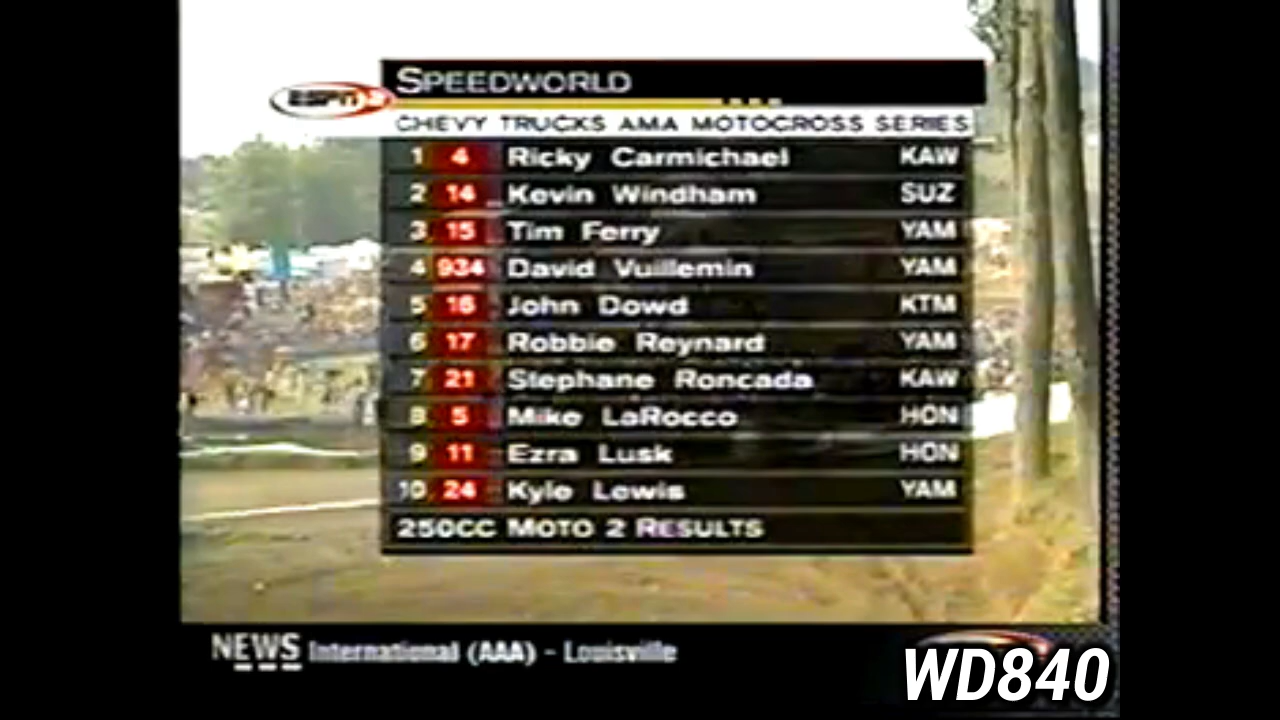 SPEEDWORLD
ESPN2
CHEVY TRUCKS AMA MOTOCROSS SERIES
1 4 Ricky Carmichael KAW
2 14 Kevin Windham SUZ
3 15 Tim Ferry YAM
4 934 David Vuillemin YAM
5 16 John Dowd KTM
6 17 Robbie Reynard YAM
7 21 Stephane Roncada KAW
8 5 Mike LaRocco HON
9 11 Ezra Lusk HON
10 24 Kyle Lewis YAM
250CC MOTO 2 RESULTS
NEWS International (AAA) - Louisville
WD840